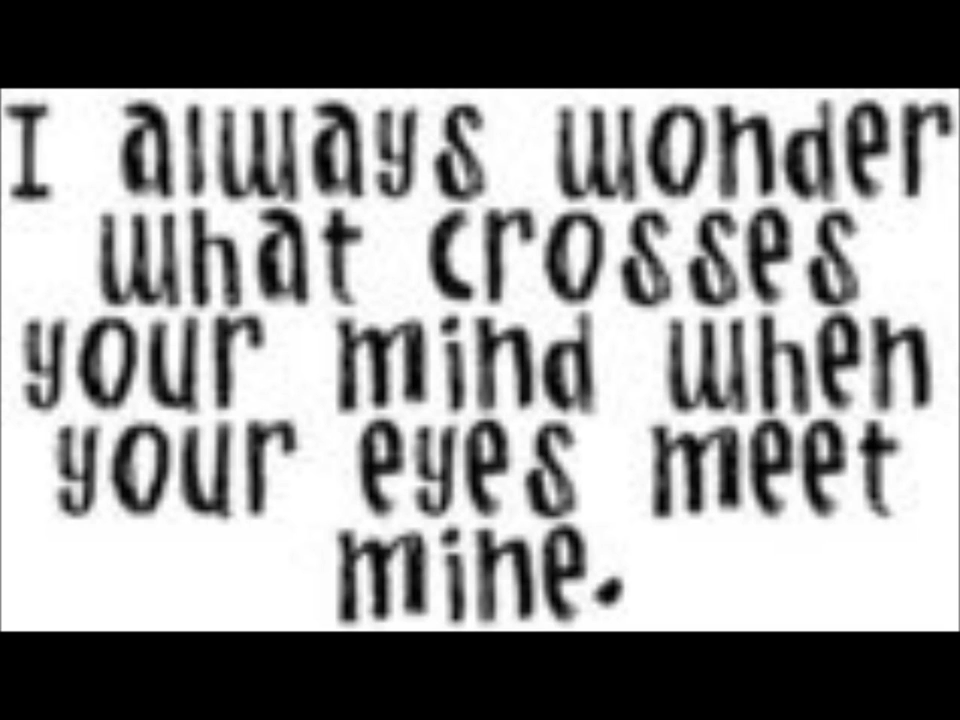 I always wonder
what crosses
your mind when
your eyes meet
mine.